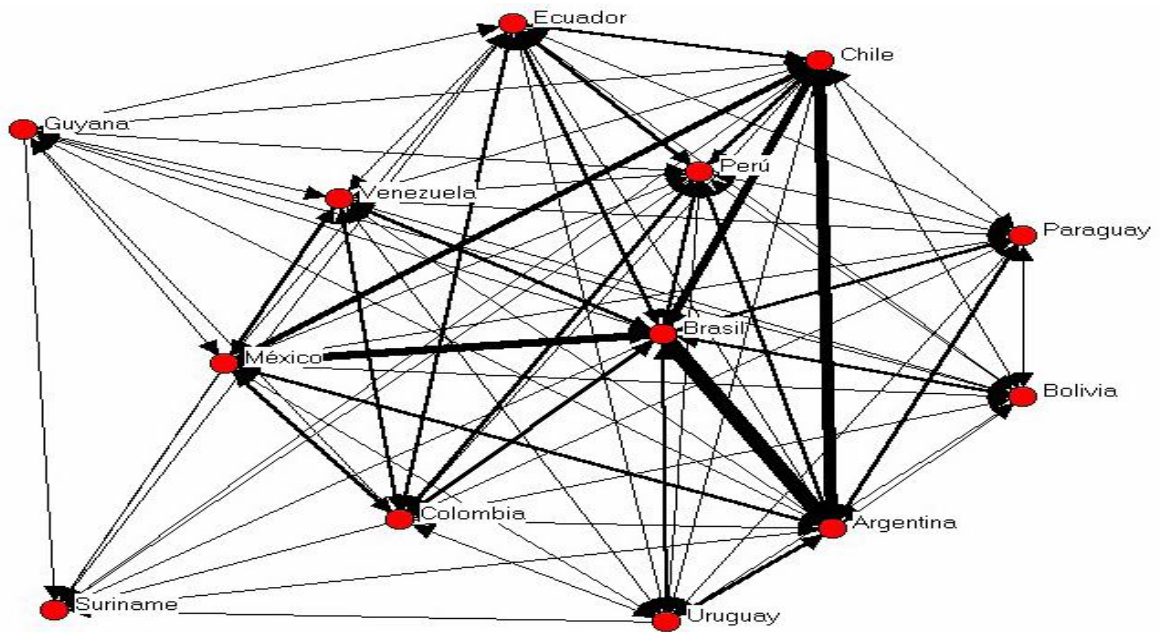 Ecuador
Chile
Guyana
Perú
Venezuela
Paraguay
Brasil
México
Bolivia
Colombia
Argentina
Suriname
Uruguay